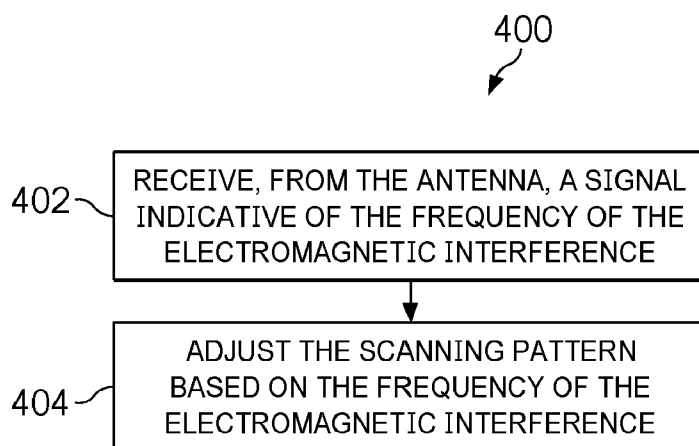 400
402
RECEIVE, FROM THE ANTENNA, A SIGNAL
INDICATIVE OF THE FREQUENCY OF THE
ELECTROMAGNETIC INTERFERENCE
404
ADJUST THE SCANNING PATTERN
BASED ON THE FREQUENCY OF THE
ELECTROMAGNETIC INTERFERENCE